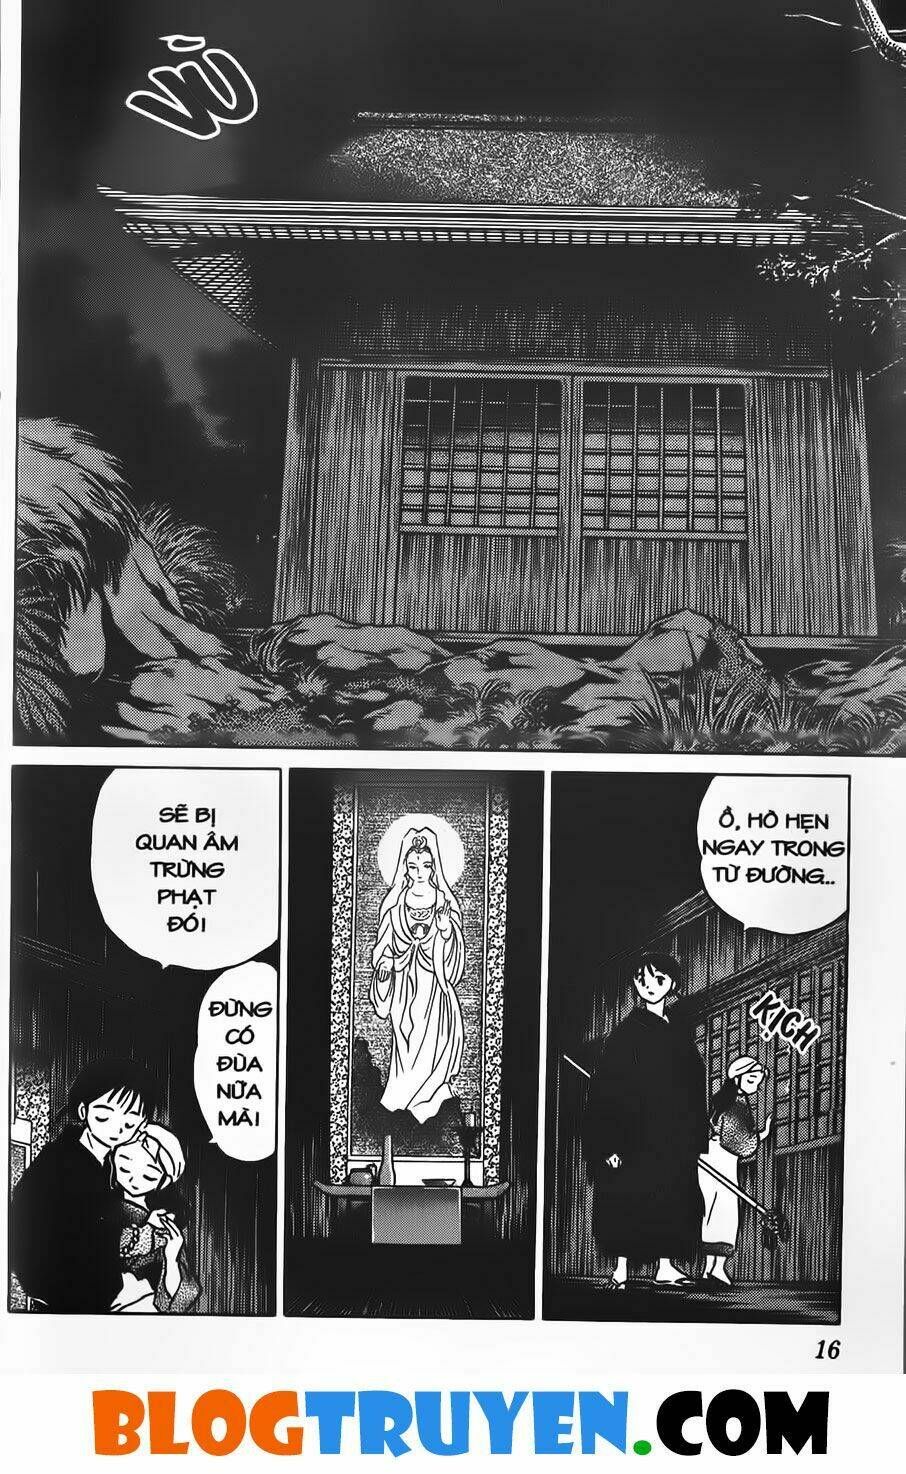 VÙ
Ồ, HÒ HẸN
NGAY TRONG
TỪ ĐƯỜNG..
KỊCH
SẼ BỊ
QUAN ÂM
TRỪNG
PHẠT
ĐÓ!
ĐỪNG
CÓ
ĐÙA
NỮA
MÀ!
16
BLOGTRUYEN.COM